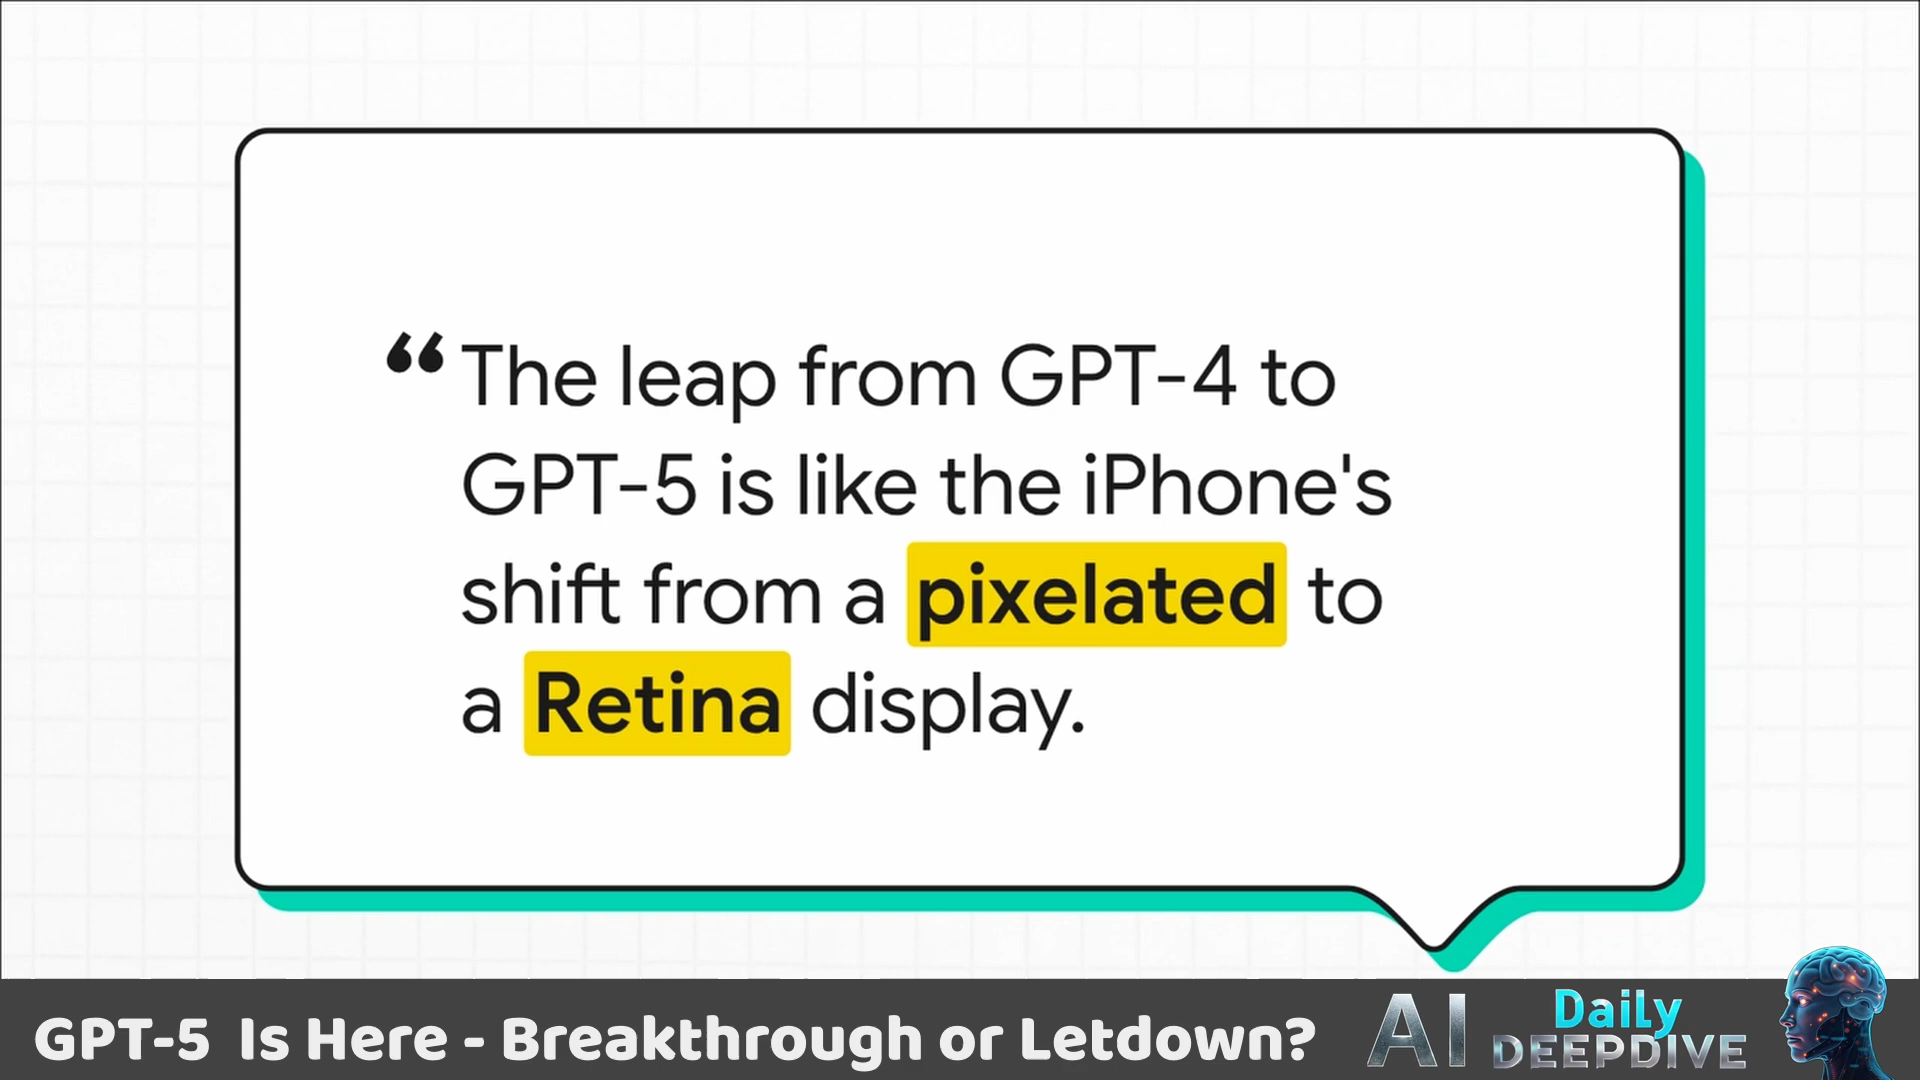 “ The leap from GPT-4 to
GPT-5 is like the iPhone's
shift from a pixelated to
a Retina display.
GPT-5 Is Here - Breakthrough or Letdown?
AI Daily
DEEPDIVE